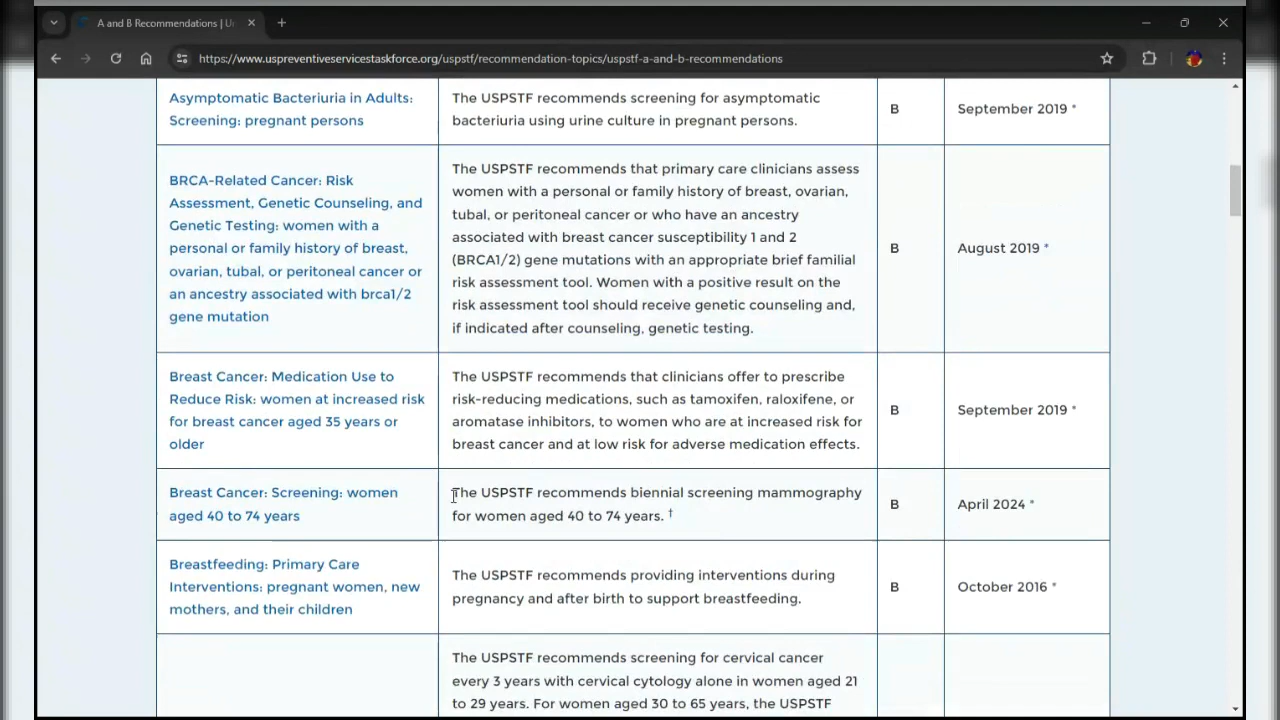 A and B Recommendations | U
https://www.uspreventiveservicestaskforce.org/uspstf/recommendation-topics/uspstf-a-and-b-recommendations
Asymptomatic Bacteriuria in Adults:
Screening: pregnant persons
The USPSTF recommends screening for asymptomatic
bacteriuria using urine culture in pregnant persons.
B
September 2019 *
BRCA-Related Cancer: Risk
Assessment, Genetic Counseling, and
Genetic Testing: women with a
personal or family history of breast,
ovarian, tubal, or peritoneal cancer or
an ancestry associated with brca1/2
gene mutation
The USPSTF recommends that primary care clinicians assess
women with a personal or family history of breast, ovarian,
tubal, or peritoneal cancer or who have an ancestry
associated with breast cancer susceptibility 1 and 2
(BRCA1/2) gene mutations with an appropriate brief familial
risk assessment tool. Women with a positive result on the
risk assessment tool should receive genetic counseling and,
if indicated after counseling, genetic testing.
B
August 2019 *
Breast Cancer: Medication Use to
Reduce Risk: women at increased risk
for breast cancer aged 35 years or
older
The USPSTF recommends that clinicians offer to prescribe
risk-reducing medications, such as tamoxifen, raloxifene, or
aromatase inhibitors, to women who are at increased risk for
breast cancer and at low risk for adverse medication effects.
B
September 2019 *
Breast Cancer: Screening: women
aged 40 to 74 years
The USPSTF recommends biennial screening mammography
for women aged 40 to 74 years. †
B
April 2024 *
Breastfeeding: Primary Care
Interventions: pregnant women, new
mothers, and their children
The USPSTF recommends providing interventions during
pregnancy and after birth to support breastfeeding.
B
October 2016 *
The USPSTF recommends screening for cervical cancer
every 3 years with cervical cytology alone in women aged 21
to 29 years. For women aged 30 to 65 years, the USPSTF